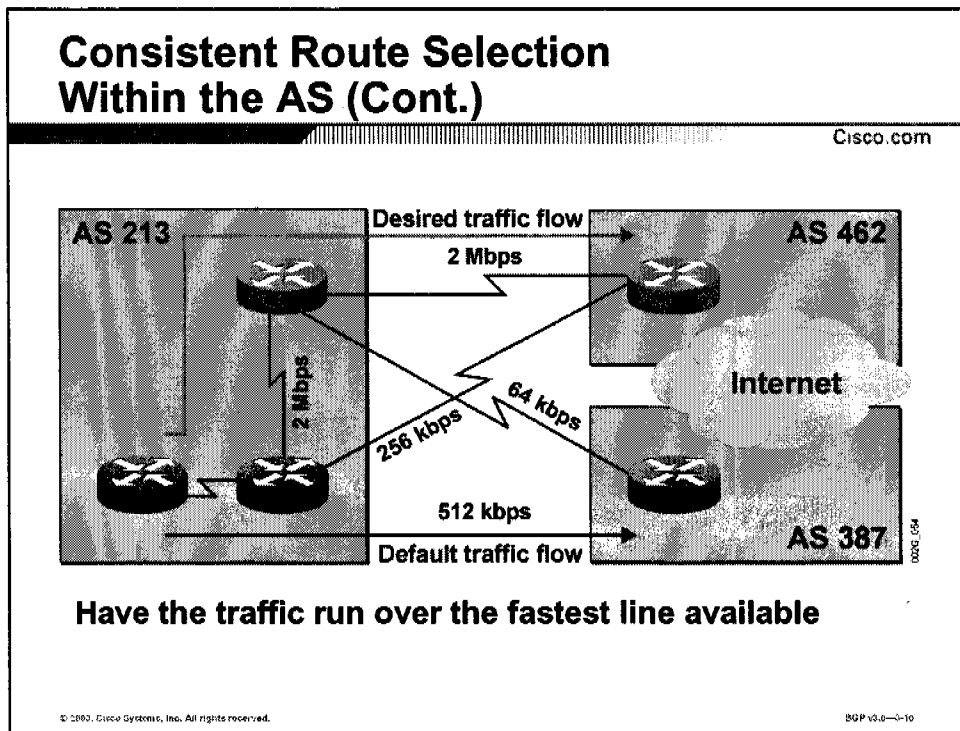 Consistent Route Selection
Within the AS (Cont.)
Cisco.com
AS 213
Desired traffic flow
2 Mbps
AS 462
2 Mbps
256 kbps
64 kbps
Internet
512 kbps
Default traffic flow
AS 387
Have the traffic run over the fastest line available
Cisco Systems, Inc. All rights reserved.
BGP